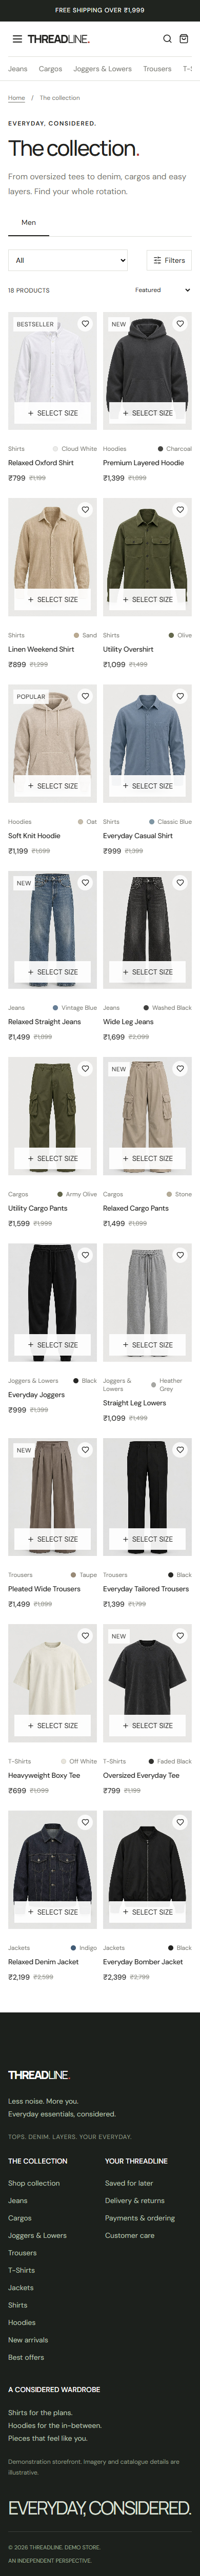 FREE SHIPPING OVER ₹1,999
THREADLINE.
Jeans Cargos Joggers & Lowers Trousers
Home / The collection
EVERYDAY, CONSIDERED.
The collection.
From oversized tees to denim, cargos and easy
layers. Find your whole rotation.
Men
All
Filters
18 PRODUCTS
Featured
BESTSELLER
NEW
+ SELECT SIZE
+ SELECT SIZE
Shirts Cloud White
Relaxed Oxford Shirt
₹799 ₹1,199
Hoodies Charcoal
Premium Layered Hoodie
₹1,399 ₹1,899
+ SELECT SIZE
+ SELECT SIZE
Shirts Sand
Linen Weekend Shirt
₹899 ₹1,299
Shirts Olive
Utility Overshirt
₹1,099 ₹1,499
POPULAR
+ SELECT SIZE
+ SELECT SIZE
Hoodies Oat
Soft Knit Hoodie
₹1,199 ₹1,699
Shirts Classic Blue
Everyday Casual Shirt
₹999 ₹1,399
NEW
+ SELECT SIZE
+ SELECT SIZE
Jeans Vintage Blue
Relaxed Straight Jeans
₹1,499 ₹1,999
Jeans Washed Black
Wide Leg Jeans
₹1,699 ₹2,099
NEW
+ SELECT SIZE
+ SELECT SIZE
Cargos Army Olive
Utility Cargo Pants
₹1,599 ₹1,999
Cargos Stone
Relaxed Cargo Pants
₹1,499 ₹1,899
+ SELECT SIZE
+ SELECT SIZE
Joggers & Lowers Black
Everyday Joggers
₹999 ₹1,399
Joggers &
Lowers
Heather
Grey
Straight Leg Lowers
₹1,099 ₹1,499
NEW
+ SELECT SIZE
+ SELECT SIZE
Trousers Taupe
Pleated Wide Trousers
₹1,499 ₹1,899
Trousers Black
Everyday Tailored Trousers
₹1,399 ₹1,799
NEW
+ SELECT SIZE
+ SELECT SIZE
T-Shirts Off White
Heavyweight Boxy Tee
₹699 ₹1,099
T-Shirts Faded Black
Oversized Everyday Tee
₹799 ₹1,199
+ SELECT SIZE
+ SELECT SIZE
Jackets Indigo
Relaxed Denim Jacket
₹2,199 ₹2,599
Jackets Black
Everyday Bomber Jacket
₹2,399 ₹2,799
THREADLINE.
Less noise. More you.
Everyday essentials, considered.
TOPS. DENIM. LAYERS. YOUR EVERYDAY.
THE COLLECTION
Shop collection
Jeans
Cargos
Joggers & Lowers
Trousers
T-Shirts
Jackets
Shirts
Hoodies
New arrivals
Best offers
YOUR THREADLINE
Saved for later
Delivery & returns
Payments & ordering
Customer care
A CONSIDERED WARDROBE
Shirts for the plans.
Hoodies for the in-between.
Pieces that feel like you.
Demonstration storefront. Imagery and catalogue details are
illustrative.
EVERYDAY, CONSIDERED.
© 2026 THREADLINE. DEMO STORE.
AN INDEPENDENT PERSPECTIVE.